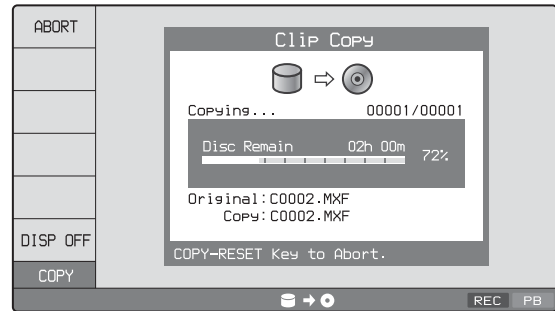 ABORT
Clip Copy
Copying... 00001/00001
Disc Remain 02h 00m
72%
Original:C0002.MXF
Copy:C0002.MXF
DISP OFF
COPY-RESET Key to Abort.
COPY
REC PB